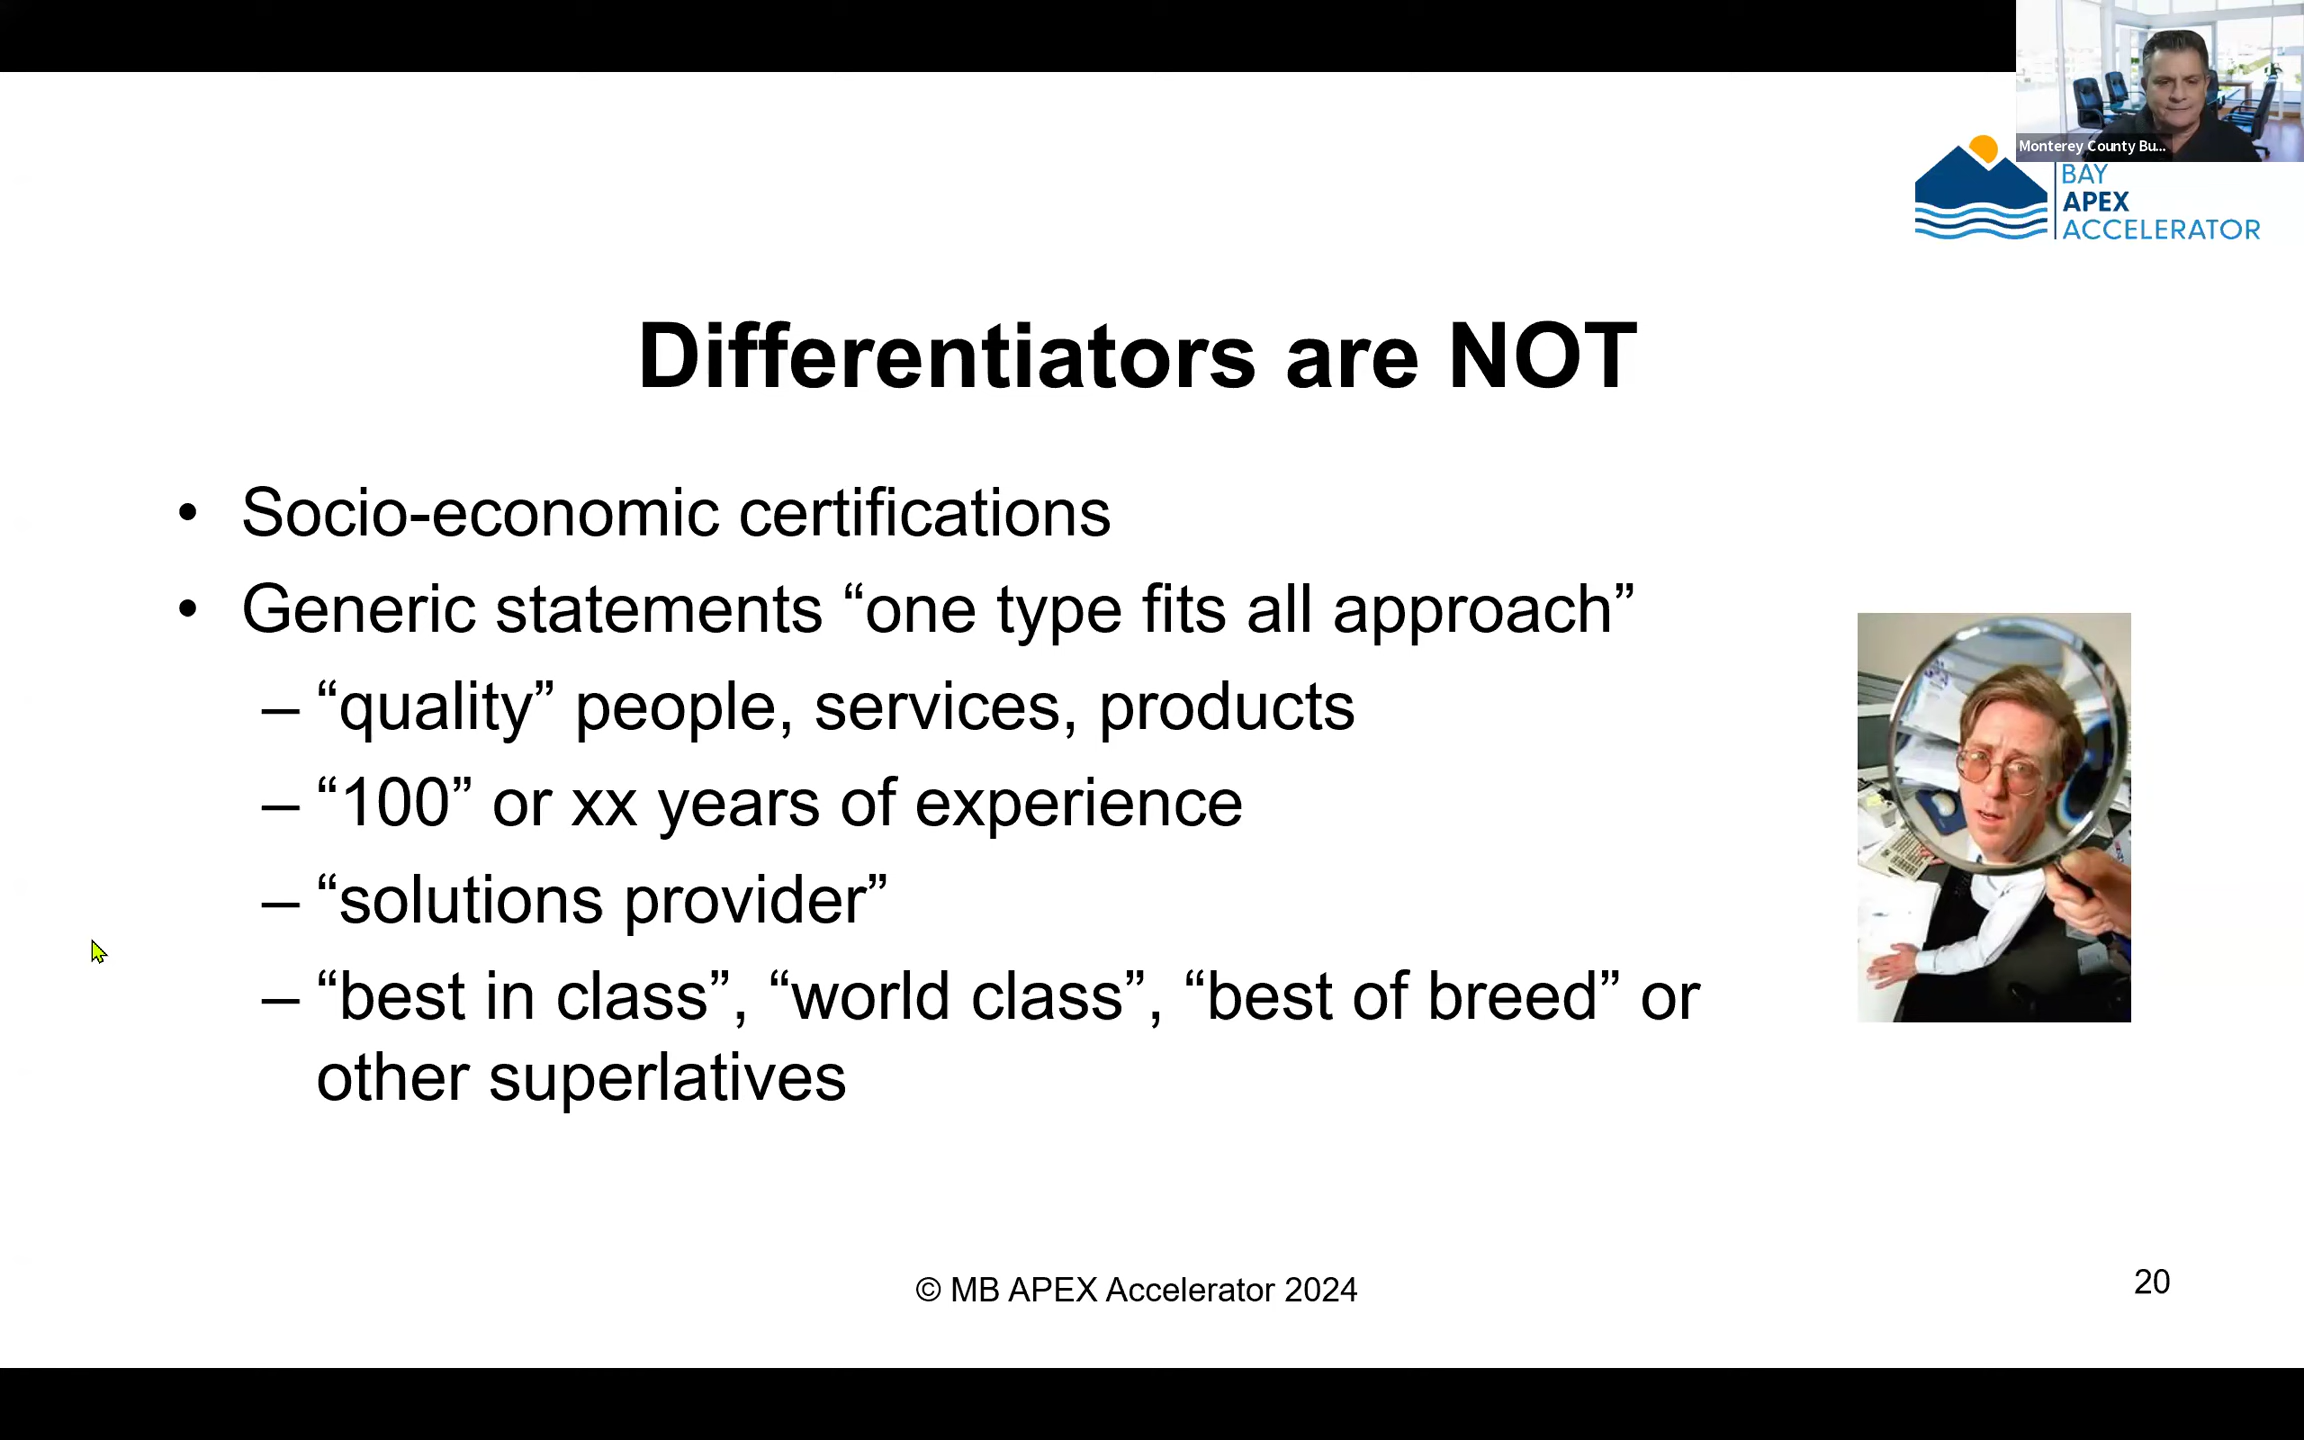 Monterey County Bu...
BAY
APEX
ACCELERATOR
Differentiators are NOT
• Socio-economic certifications
• Generic statements “one type fits all approach”
– “quality” people, services, products
– “100” or xx years of experience
– “solutions provider”
– “best in class”, “world class”, “best of breed” or
other superlatives
© MB APEX Accelerator 2024
20